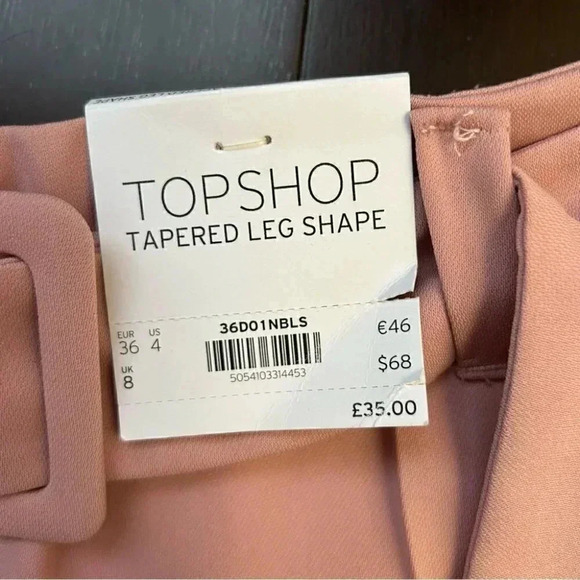 TOPSHOP
TAPERED LEG SHAPE
36D01NBLS
EUR US
36 4
UK
8
5054103314453
€46
$68
£35.00